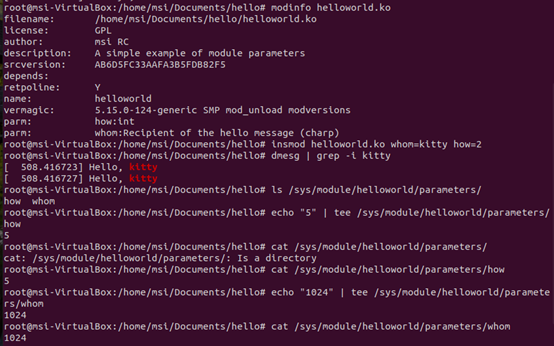 root@msi-VirtualBox:/home/msi/Documents/hello# modinfo helloworld.ko
filename:       /home/msi/Documents/hello/helloworld.ko
license:        GPL
author:         msi RC
description:    A simple example of module parameters
srcversion:     AB6D5FC33AAFA3B5FDB82F5
depends:
retpoline:      Y
name:           helloworld
vermagic:       5.15.0-124-generic SMP mod_unload modversions
parm:           how:int
parm:           whom:Recipient of the hello message (charp)
root@msi-VirtualBox:/home/msi/Documents/hello# insmod helloworld.ko whom=kitty how=2
root@msi-VirtualBox:/home/msi/Documents/hello# dmesg | grep -i kitty
[  508.416723] Hello, kitty
[  508.416727] Hello, kitty
root@msi-VirtualBox:/home/msi/Documents/hello# ls /sys/module/helloworld/parameters/
how  whom
root@msi-VirtualBox:/home/msi/Documents/hello# echo "5" | tee /sys/module/helloworld/parameters/
how
5
root@msi-VirtualBox:/home/msi/Documents/hello# cat /sys/module/helloworld/parameters/
cat: /sys/module/helloworld/parameters/: Is a directory
root@msi-VirtualBox:/home/msi/Documents/hello# cat /sys/module/helloworld/parameters/how
5
root@msi-VirtualBox:/home/msi/Documents/hello# echo "1024" | tee /sys/module/helloworld/paramete
rs/whom
1024
root@msi-VirtualBox:/home/msi/Documents/hello# cat /sys/module/helloworld/parameters/whom
1024